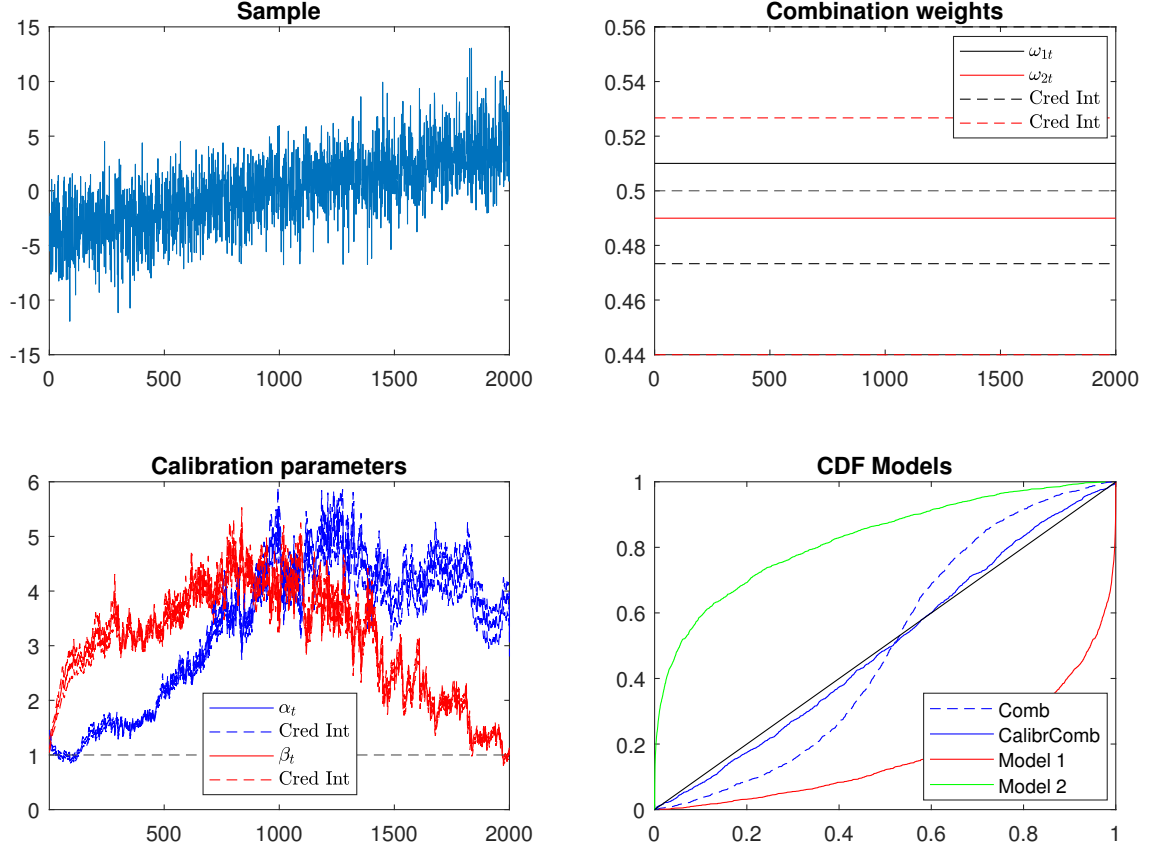 Sample
15
10
5
0
-5
-10
-15
0
500
1000
1500
2000
Combination weights
0.56
0.54
0.52
0.5
0.48
0.46
0.44
0
500
1000
1500
2000
ω1t
ω2t
Cred Int
Cred Int
Calibration parameters
6
5
4
3
2
1
0
500
1000
1500
2000
αt
Cred Int
βt
Cred Int
CDF Models
1
0.8
0.6
0.4
0.2
0
0
0.2
0.4
0.6
0.8
1
Comb
CalibrComb
Model 1
Model 2